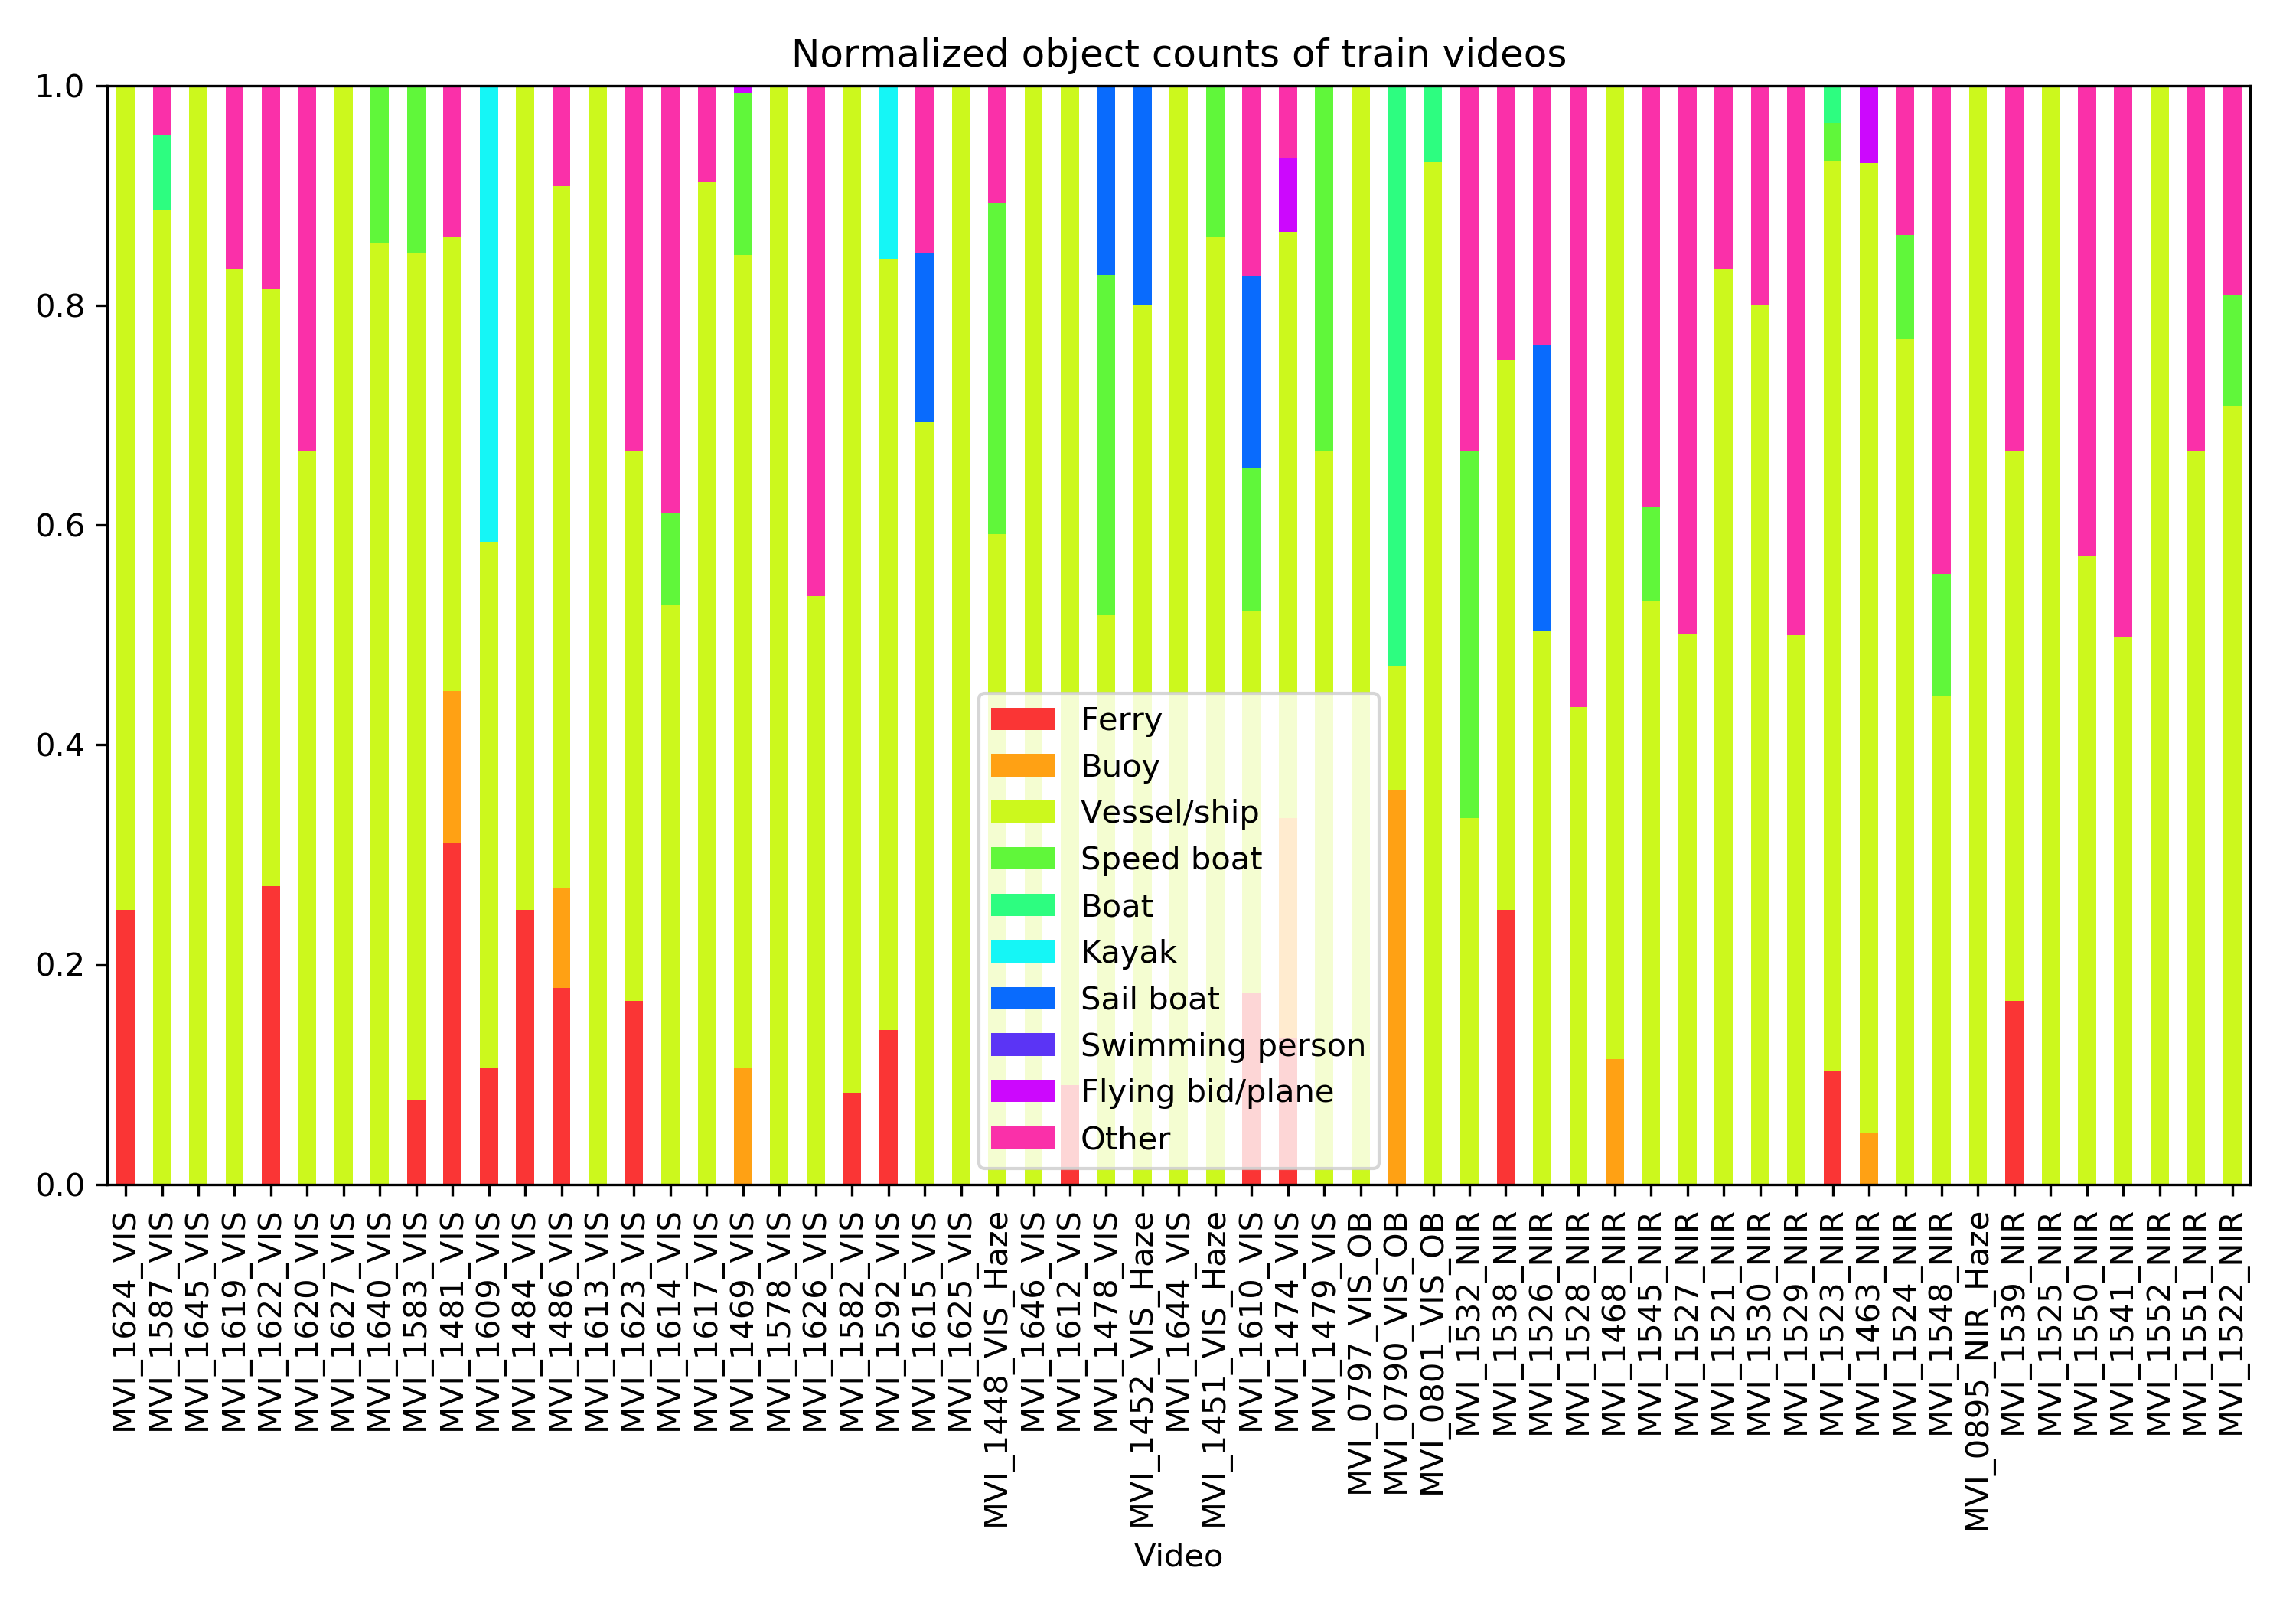 Normalized object counts of train videos
1.0
0.8
0.6
0.4
0.2
0.0
Ferry
Buoy
Vessel/ship
Speed boat
Boat
Kayak
Sail boat
Swimming person
Flying bid/plane
Other
MVI_1624_VIS
MVI_1587_VIS
MVI_1645_VIS
MVI_1619_VIS
MVI_1622_VIS
MVI_1620_VIS
MVI_1627_VIS
MVI_1640_VIS
MVI_1583_VIS
MVI_1481_VIS
MVI_1609_VIS
MVI_1484_VIS
MVI_1486_VIS
MVI_1613_VIS
MVI_1623_VIS
MVI_1614_VIS
MVI_1617_VIS
MVI_1469_VIS
MVI_1578_VIS
MVI_1626_VIS
MVI_1582_VIS
MVI_1592_VIS
MVI_1615_VIS
MVI_1625_VIS
MVI_1448_VIS_Haze
MVI_1646_VIS
MVI_1612_VIS
MVI_1478_VIS
MVI_1452_VIS_Haze
MVI_1644_VIS
MVI_1451_VIS_Haze
MVI_1610_VIS
MVI_1474_VIS
MVI_1479_VIS
MVI_0797_VIS_OB
MVI_0790_VIS_OB
MVI_0801_VIS_OB
MVI_1532_NIR
MVI_1538_NIR
MVI_1526_NIR
MVI_1528_NIR
MVI_1468_NIR
MVI_1545_NIR
MVI_1527_NIR
MVI_1521_NIR
MVI_1530_NIR
MVI_1529_NIR
MVI_1523_NIR
MVI_1463_NIR
MVI_1524_NIR
MVI_1548_NIR
MVI_0895_NIR_Haze
MVI_1539_NIR
MVI_1525_NIR
MVI_1550_NIR
MVI_1541_NIR
MVI_1552_NIR
MVI_1551_NIR
MVI_1522_NIR
Video